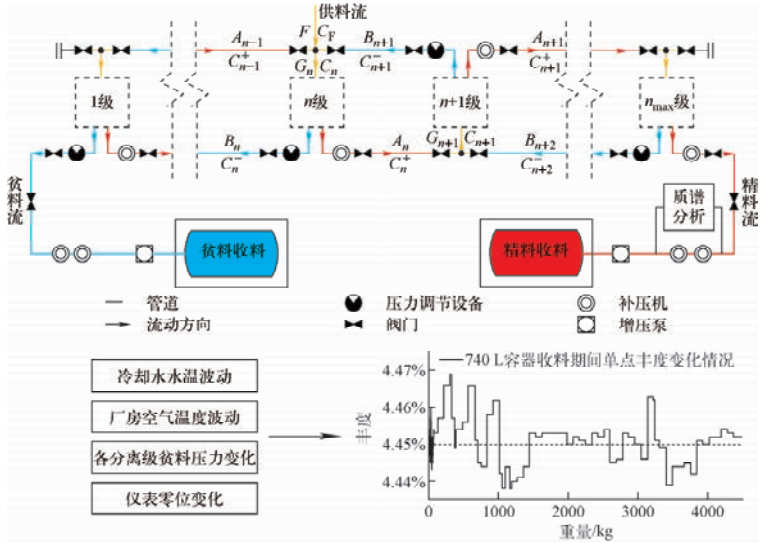 供料流
F C_F
A_{n-1}
C^+_{n-1}
G_n C_n
B_{n+1}
C^-_{n+1}
A_{n+1}
C^+_{n+1}
1级
n级
n+1级
n_{max}级
B_n
C^-_n
A_n
C^+_n
G_{n+1} C_{n+1}
B_{n+2}
C^-_{n+2}
贫料流
精料流
质谱
分析
贫料收料
精料收料
管道
压力调节设备
补压机
流动方向
阀门
增压泵
冷却水水温波动
厂房空气温度波动
各分离级贫料压力变化
仪表零位变化
740 L容器收料期间单点丰度变化情况
丰度
4.47%
4.46%
4.45%
4.44%
0 1000 2000 3000 4000
重量/kg